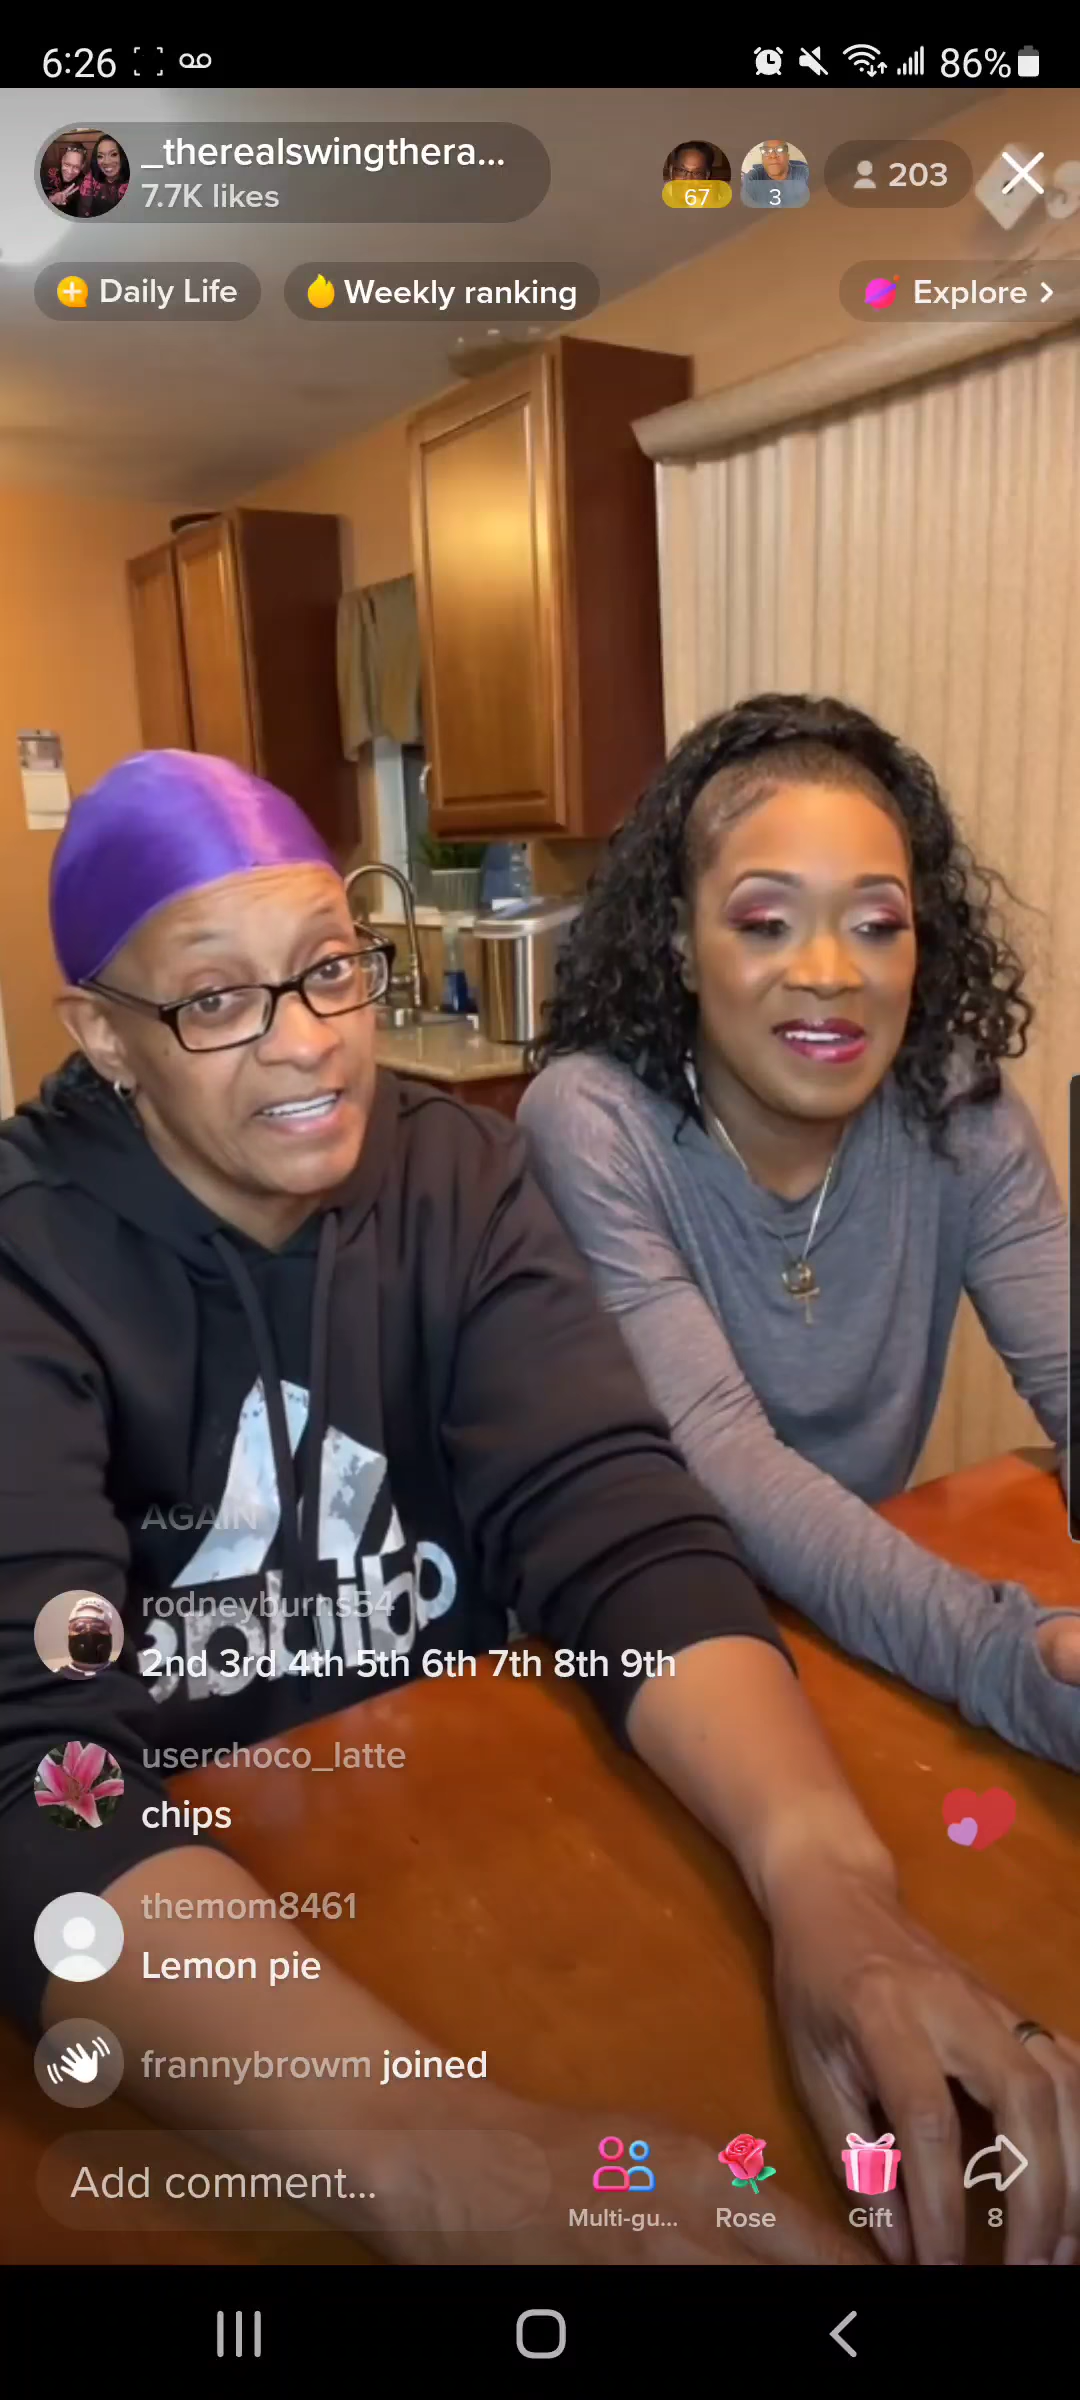 6:26 86%
_therealswingthera...
7.7K likes
67
3
203
Daily Life
Weekly ranking
Explore
AGAIN
rodneyburns54
2nd 3rd 4th 5th 6th 7th 8th 9th
userchoco_latte
chips
themom8461
Lemon pie
frannybrowm joined
Add comment...
Multi-gu...
Rose
Gift
8
adidas